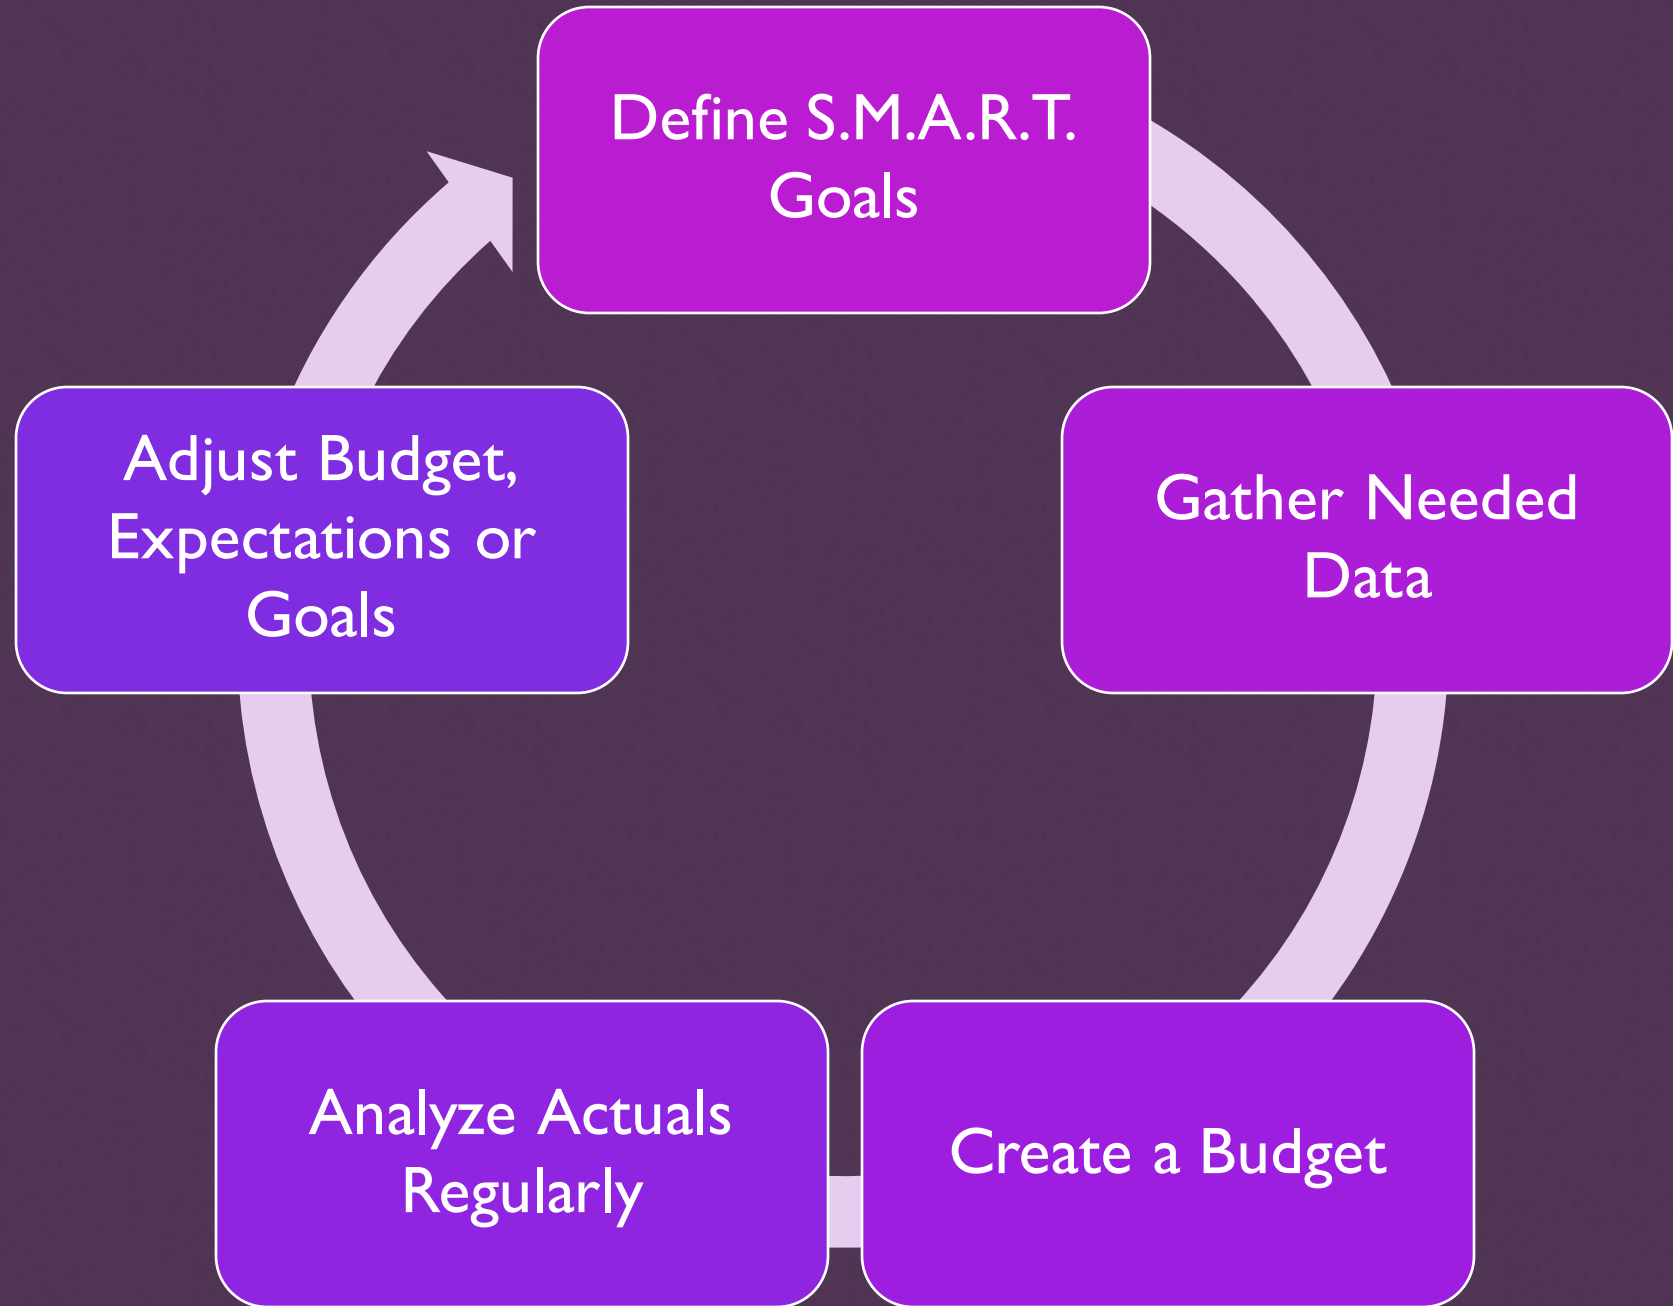 Define S.M.A.R.T.
Goals
Gather Needed
Data
Create a Budget
Analyze Actuals
Regularly
Adjust Budget,
Expectations or
Goals